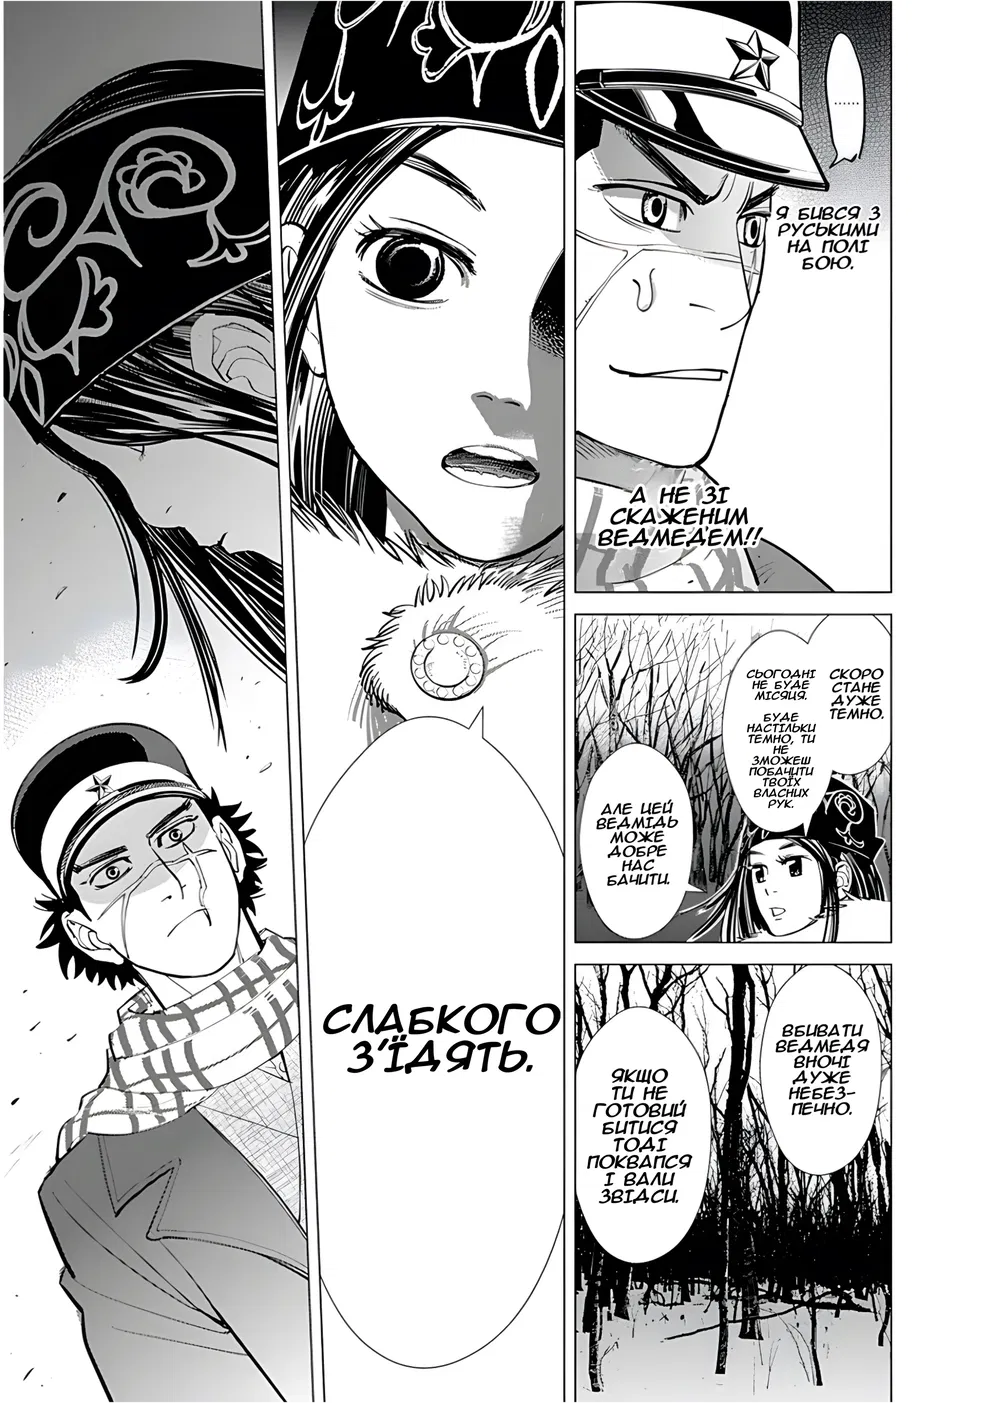 ......
Я БИВСЯ З
РУСЬКИМИ
НА ПОЛІ
БОЮ.
А НЕ ЗІ
СКАЖЕНИМ
ВЕДМЕДЕМ!!
СКОРО
СТАНЕ
ДУЖЕ
ТЕМНО.
СЬОГОДНІ
НЕ БУДЕ
МІСЯЦЯ.
БУДЕ
НАСТІЛЬКИ
ТЕМНО, ТИ
НЕ
ЗМОЖЕШ
ПОБАЧИТИ
ТВОЇХ
ВЛАСНИХ
РУК.
АЛЕ ЦЕЙ
ВЕДМІДЬ
МОЖЕ
ДОБРЕ
НАС
БАЧИТИ.
ВБИВАТИ
ВЕДМЕДЯ
ВНОЧІ
ДУЖЕ
НЕБЕЗ-
ПЕЧНО.
ЯКЩО
ТИ НЕ
ГОТОВИЙ
БИТИСЯ
ТОДІ
ПОКВАПСЯ
І ВАЛИ
ЗВІДСИ.
СЛАБКОГО
З'ЇДЯТЬ.